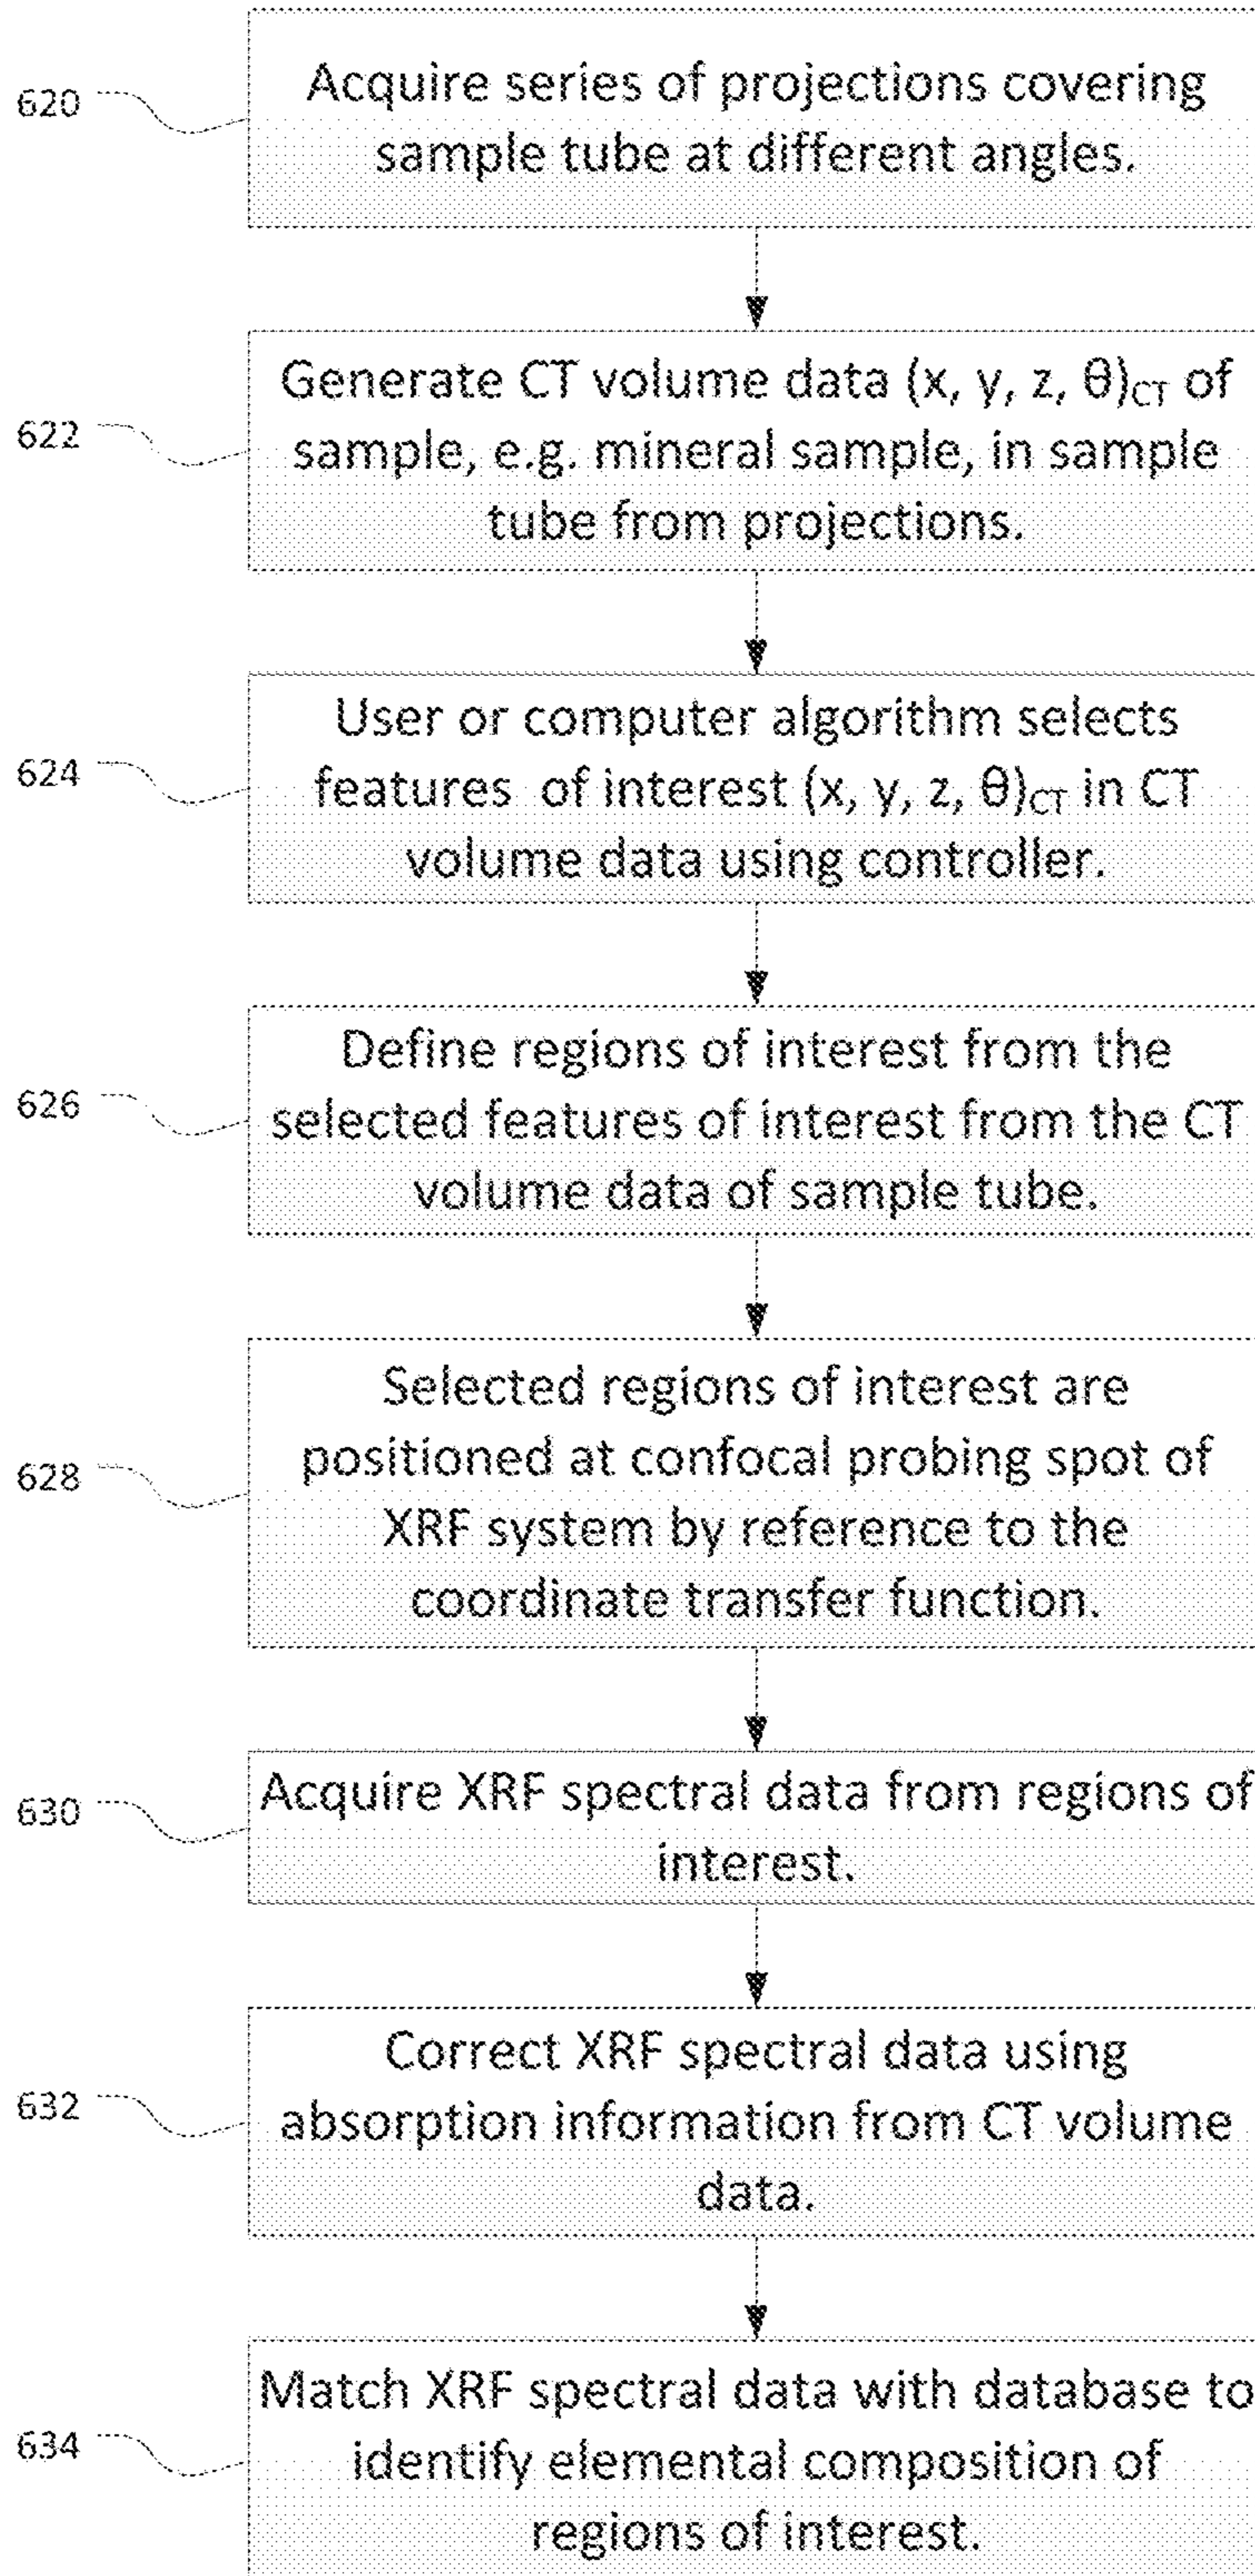 620
Acquire series of projections covering
sample tube at different angles.
622
Generate CT volume data (x, y, z, θ)CT of
sample, e.g. mineral sample, in sample
tube from projections.
624
User or computer algorithm selects
features of interest (x, y, z, θ)CT in CT
volume data using controller.
626
Define regions of interest from the
selected features of interest from the CT
volume data of sample tube.
628
Selected regions of interest are
positioned at confocal probing spot of
XRF system by reference to the
coordinate transfer function.
630
Acquire XRF spectral data from regions of
interest.
632
Correct XRF spectral data using
absorption information from CT volume
data.
634
Match XRF spectral data with database to
identify elemental composition of
regions of interest.